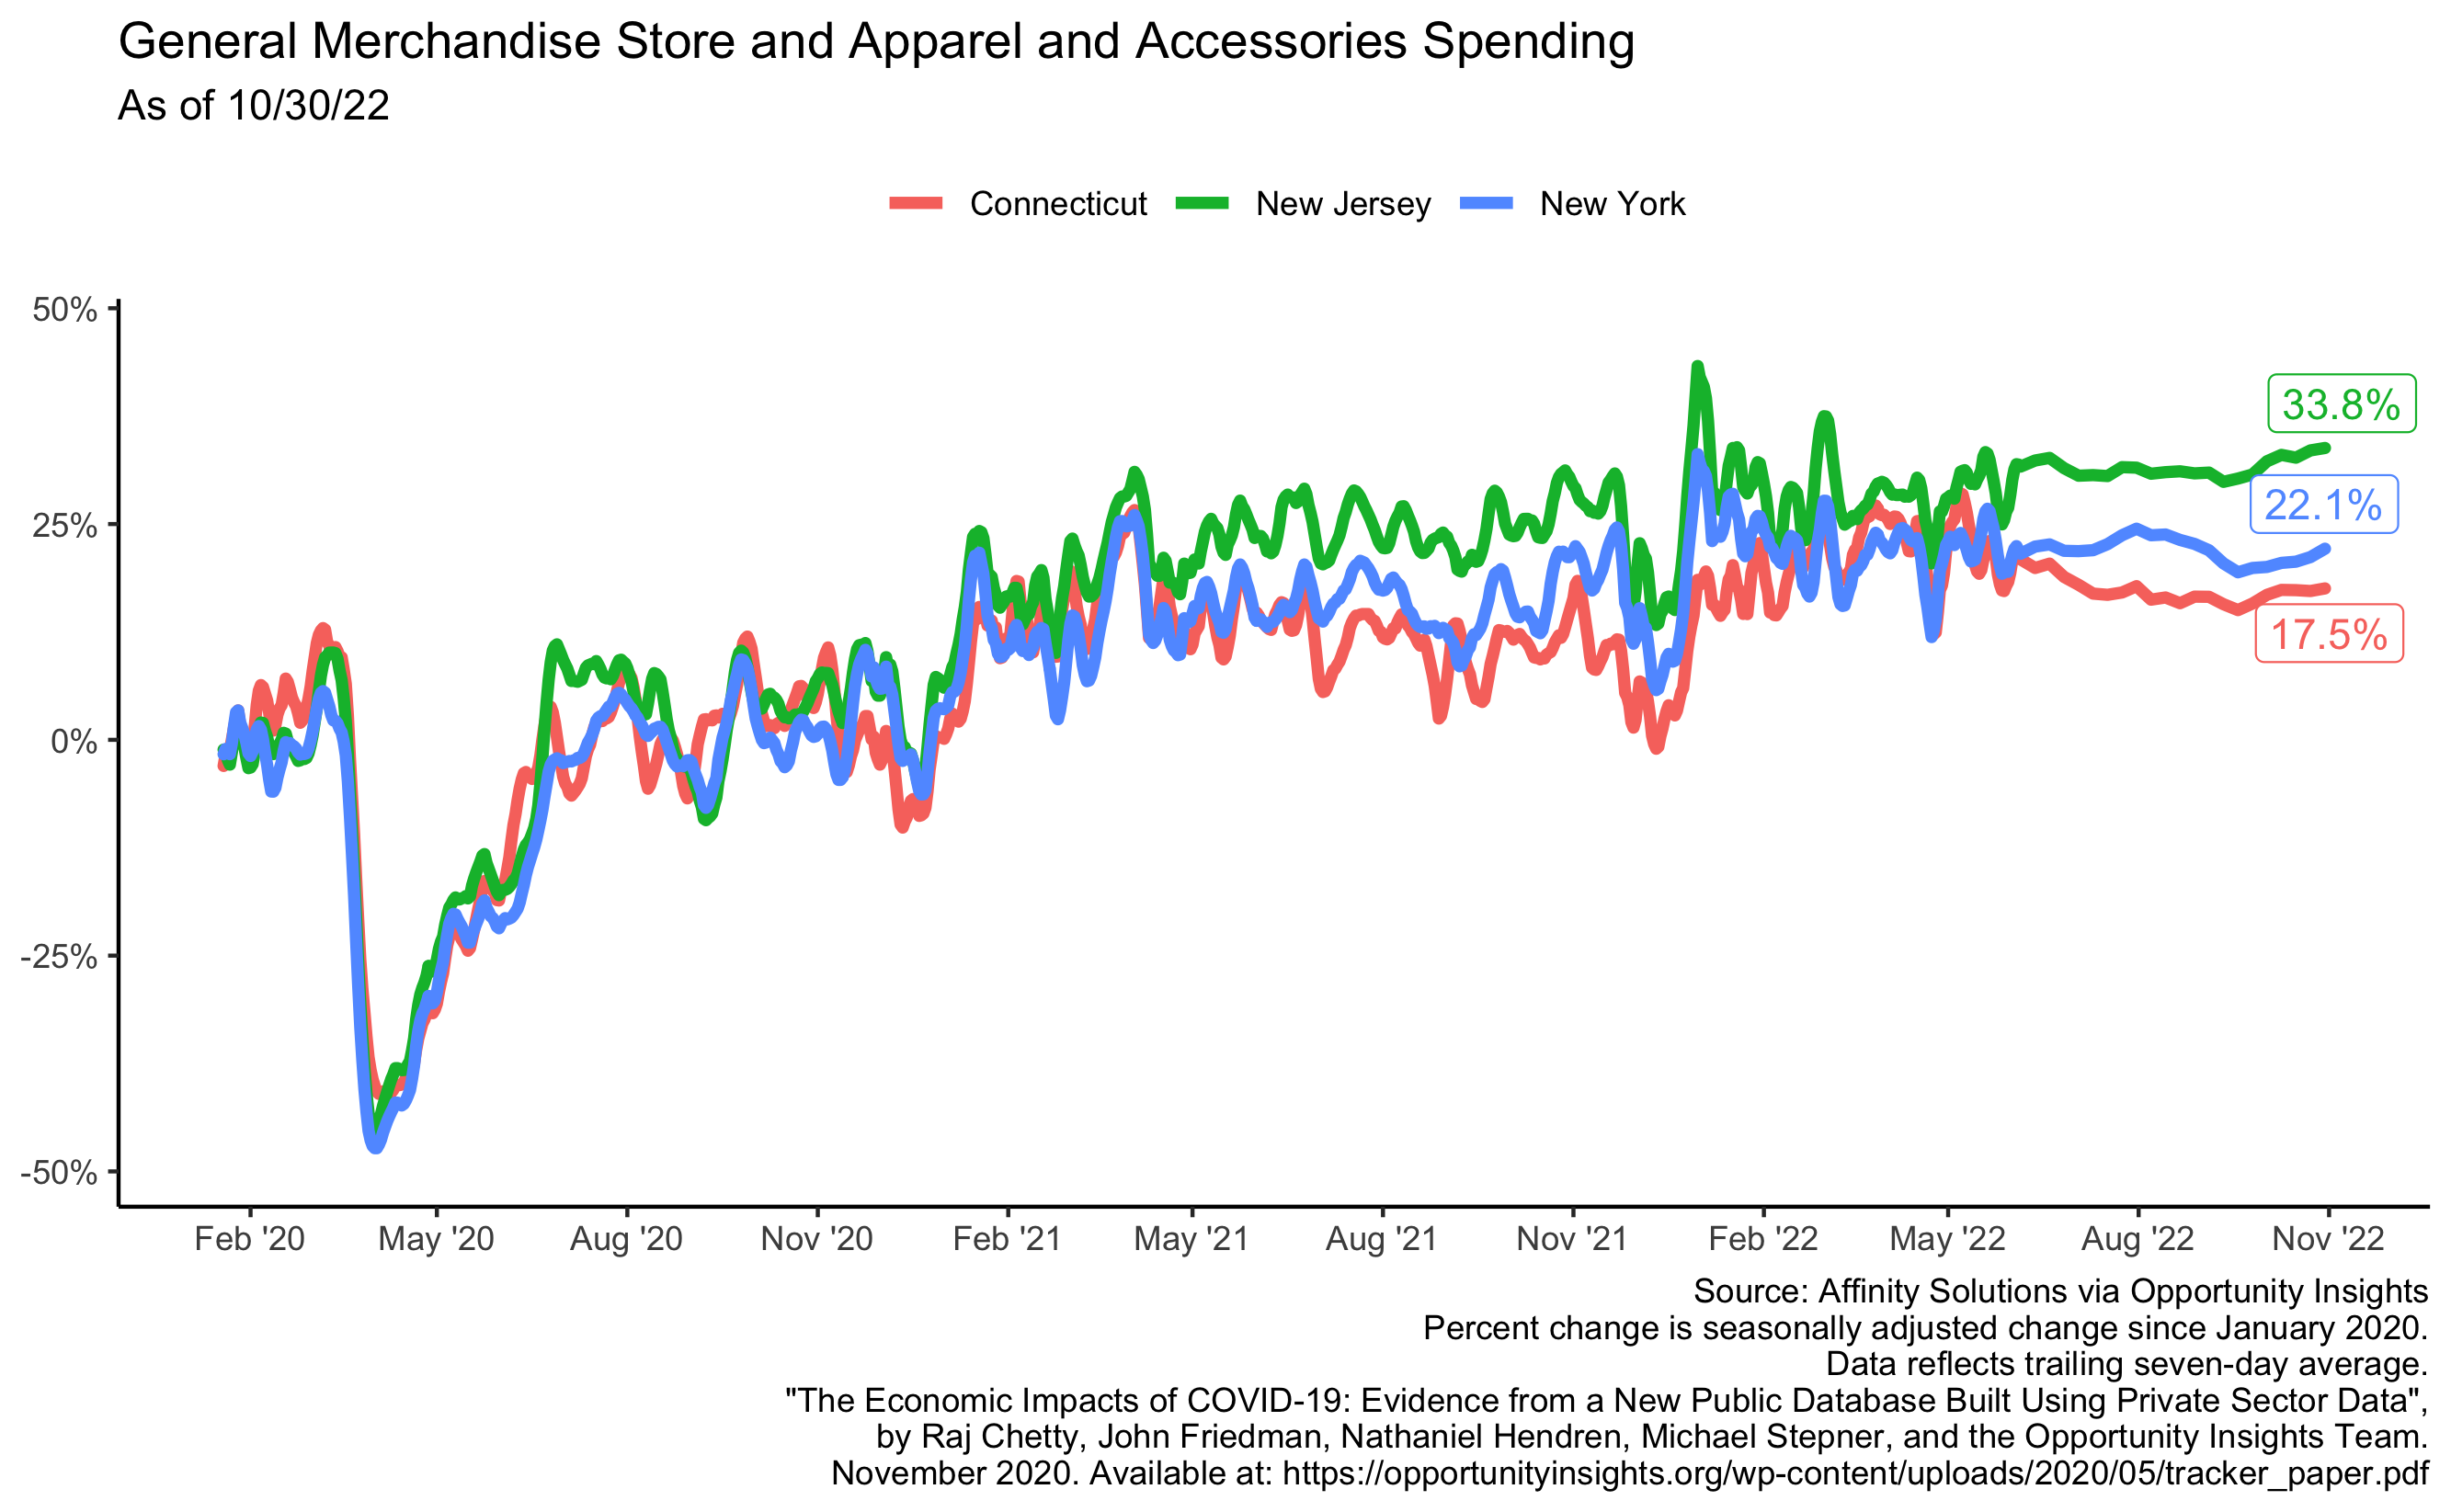 General Merchandise Store and Apparel and Accessories Spending
As of 10/30/22
Connecticut New Jersey New York
50%
25%
0%
-25%
-50%
33.8%
22.1%
17.5%
Feb '20 May '20 Aug '20 Nov '20 Feb '21 May '21 Aug '21 Nov '21 Feb '22 May '22 Aug '22 Nov '22
Source: Affinity Solutions via Opportunity Insights
Percent change is seasonally adjusted change since January 2020.
Data reflects trailing seven-day average.
"The Economic Impacts of COVID-19: Evidence from a New Public Database Built Using Private Sector Data",
by Raj Chetty, John Friedman, Nathaniel Hendren, Michael Stepner, and the Opportunity Insights Team.
November 2020. Available at: https://opportunityinsights.org/wp-content/uploads/2020/05/tracker_paper.pdf